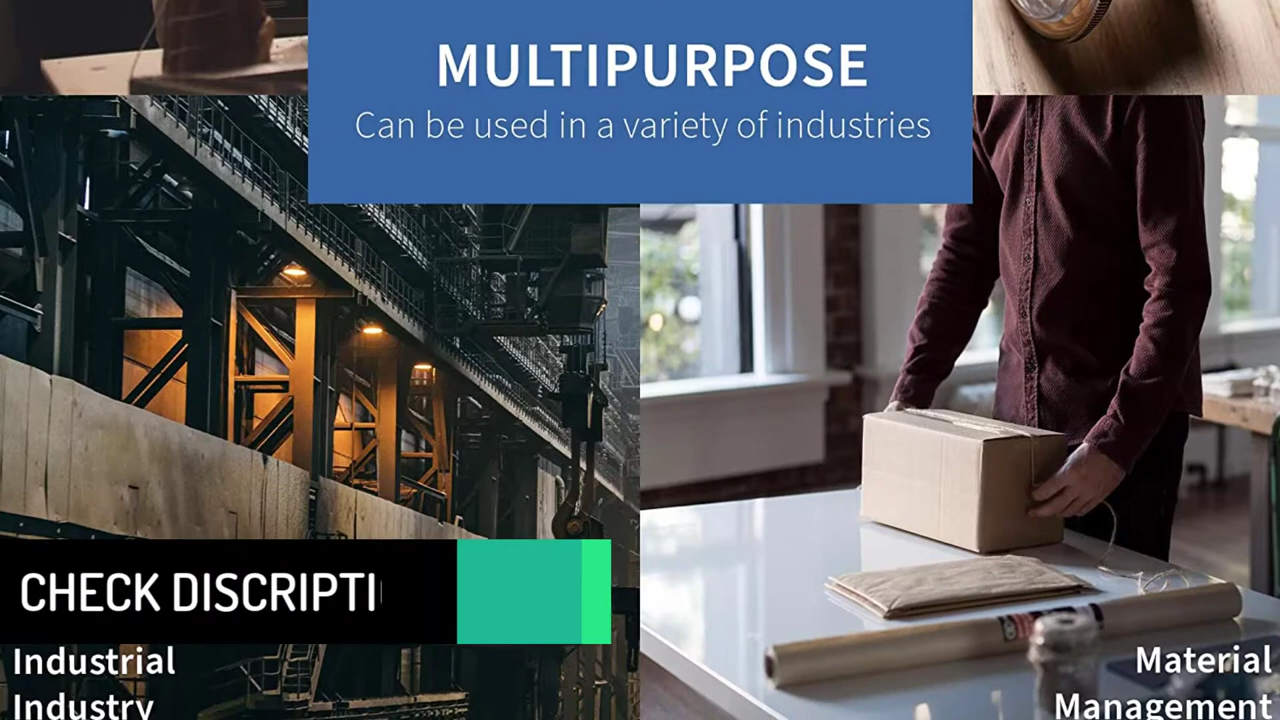 MULTIPURPOSE
Can be used in a variety of industries
CHECK DISCRIPTI
Industrial
Industry
Material
Management